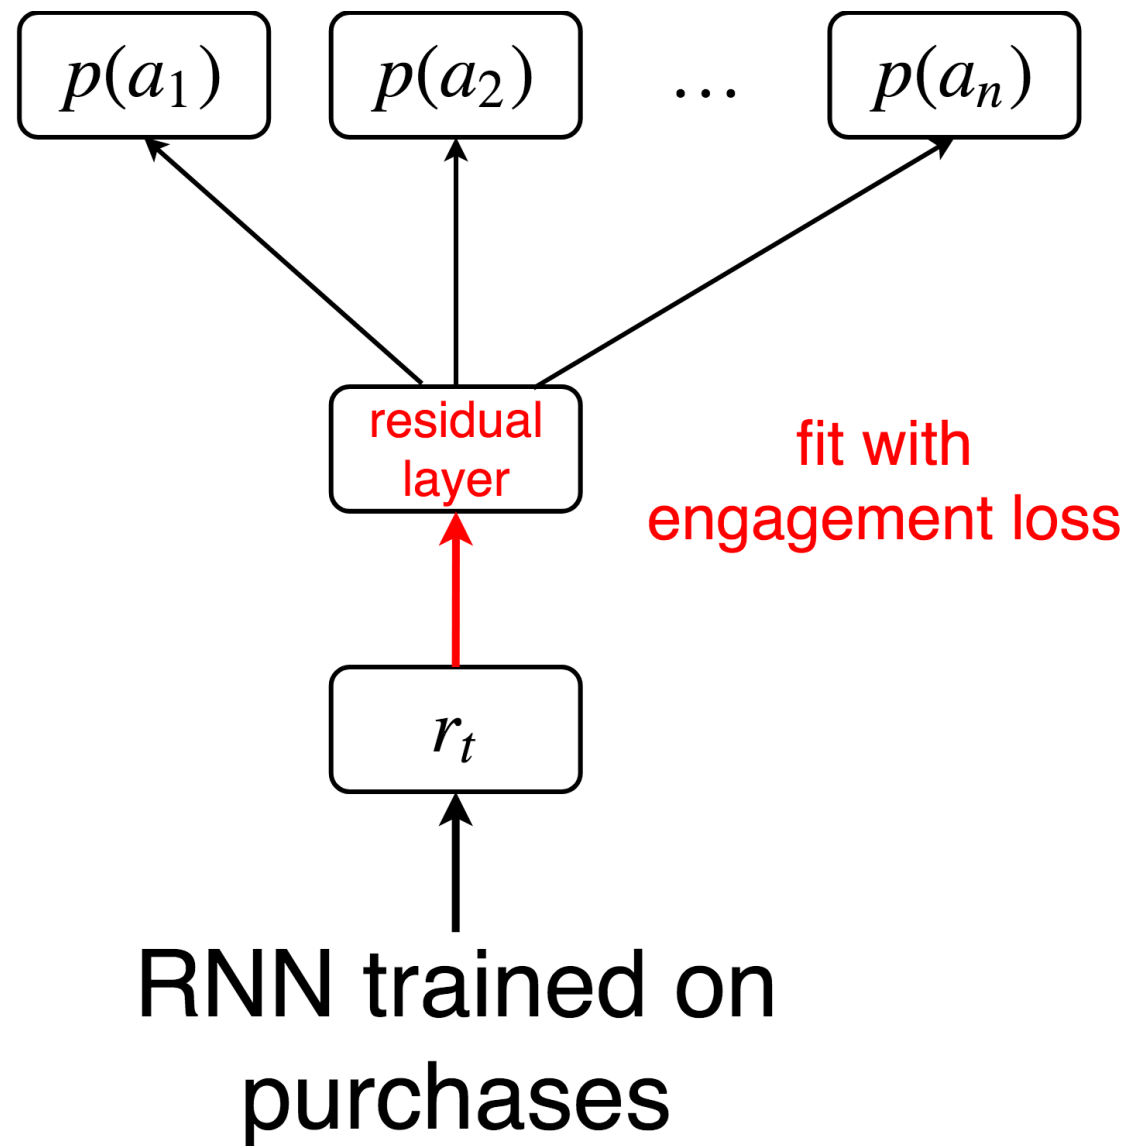 p(a₁) p(a₂) … p(aₙ)
residual
layer
fit with
engagement loss
rₜ
RNN trained on
purchases